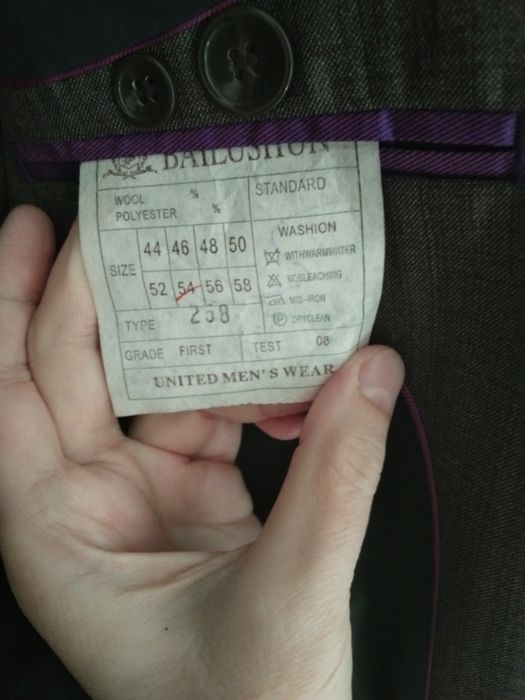 BAILUSHUN
WOOL %
POLYESTER %
STANDARD
SIZE
44 46 48 50
52 54 56 58
WASHION
WITHWARMWATER
NOBLEACHING
MID-IRON
P DRYCLEAN
TYPE 258
GRADE FIRST
TEST 08
UNITED MEN'S WEAR